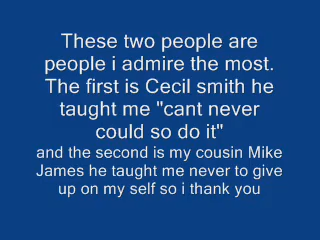 These two people are
people i admire the most.
The first is Cecil smith he
taught me "cant never
could so do it"
and the second is my cousin Mike
James he taught me never to give
up on my self so i thank you